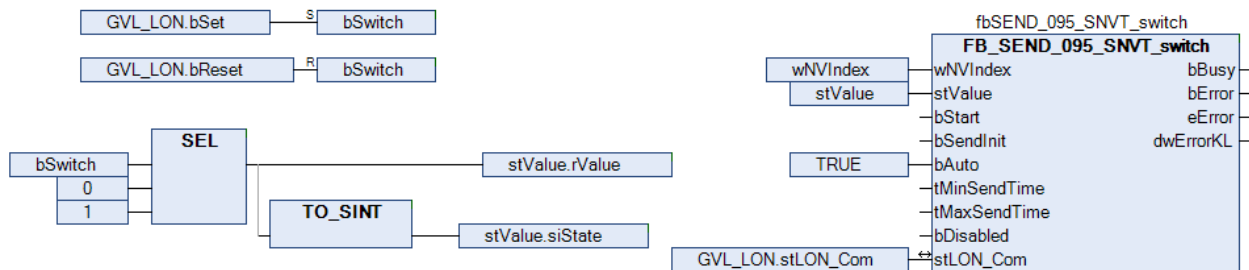 GVL_LON.bSet
S
bSwitch
GVL_LON.bReset
R
bSwitch
SEL
bSwitch
0
1
stValue.rValue
TO_SINT
stValue.siState
fbSEND_095_SNVT_switch
FB_SEND_095_SNVT_switch
wNVIndex wNVIndex bBusy
stValue stValue bError
bStart eError
bSendInit dwErrorKL
TRUE bAuto
tMinSendTime
tMaxSendTime
bDisabled
GVL_LON.stLON_Com stLON_Com